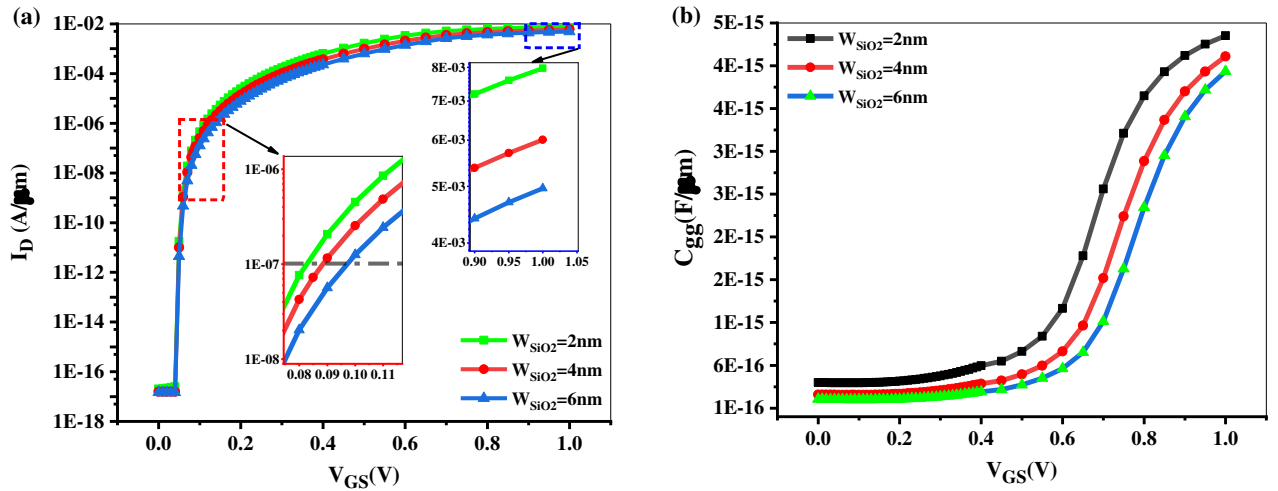 (a)
I_D (A/μm)
1E-02
1E-04
1E-06
1E-08
1E-10
1E-12
1E-14
1E-16
1E-18
0.0 0.2 0.4 0.6 0.8 1.0
V_GS(V)
1E-06
1E-07
1E-08
0.08 0.09 0.10 0.11
8E-03
7E-03
6E-03
5E-03
4E-03
0.90 0.95 1.00 1.05
W_SiO2=2nm
W_SiO2=4nm
W_SiO2=6nm
(b)
C_gg(F/μm)
5E-15
4E-15
4E-15
3E-15
3E-15
2E-15
2E-15
1E-15
6E-16
1E-16
0.0 0.2 0.4 0.6 0.8 1.0
V_GS(V)
W_SiO2=2nm
W_SiO2=4nm
W_SiO2=6nm